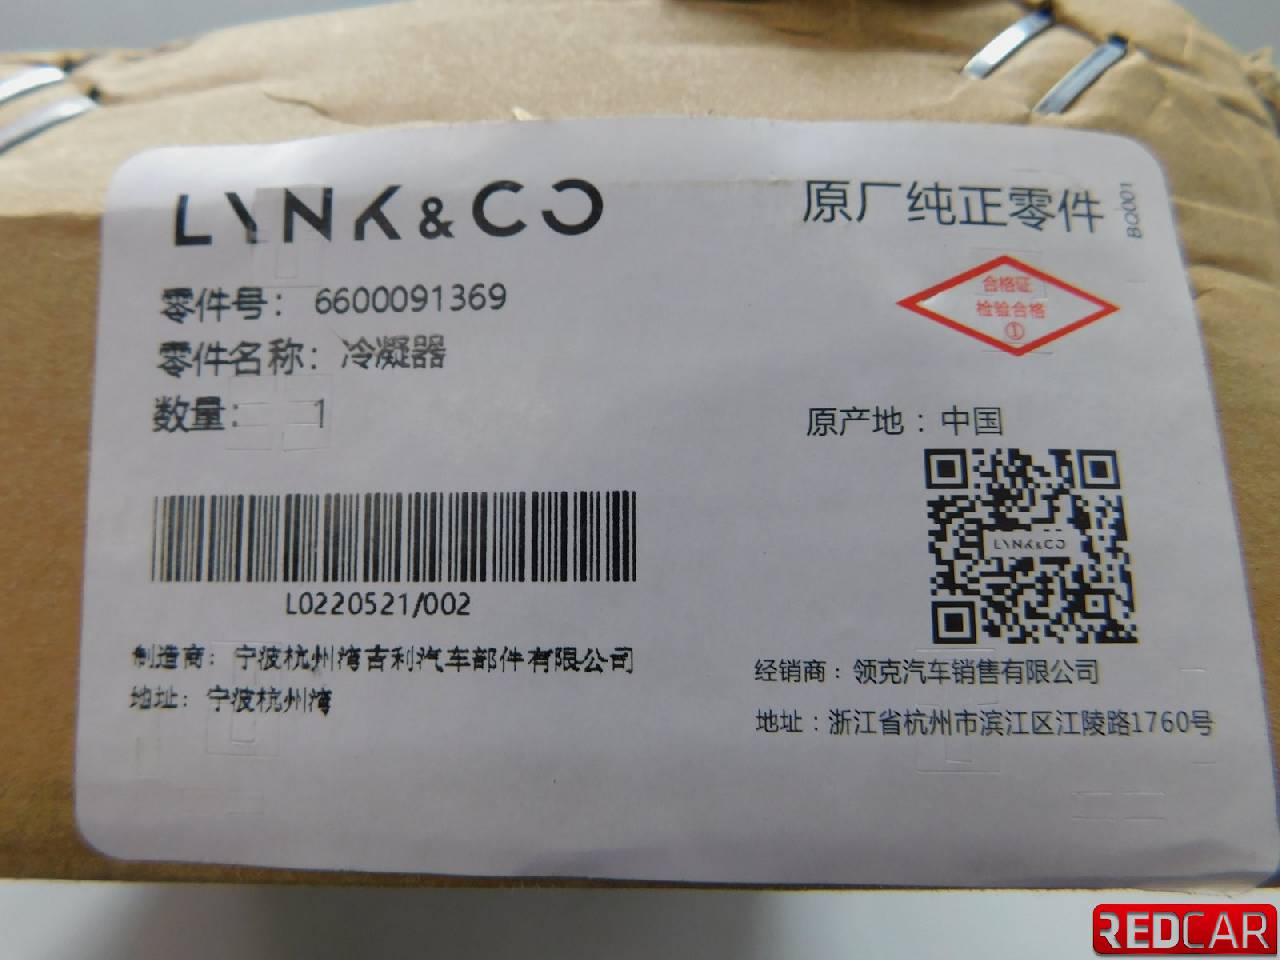 LYNK&CO
原厂纯正零件
BQ001
零件号： 6600091369
零件名称： 冷凝器
数量： 1
合格证
检验合格
①
原产地：中国
LYNK&CO
L0220521/002
制造商： 宁波杭州湾吉利汽车部件有限公司
地址： 宁波杭州湾
经销商：领克汽车销售有限公司
地址：浙江省杭州市滨江区江陵路1760号
REDCAR